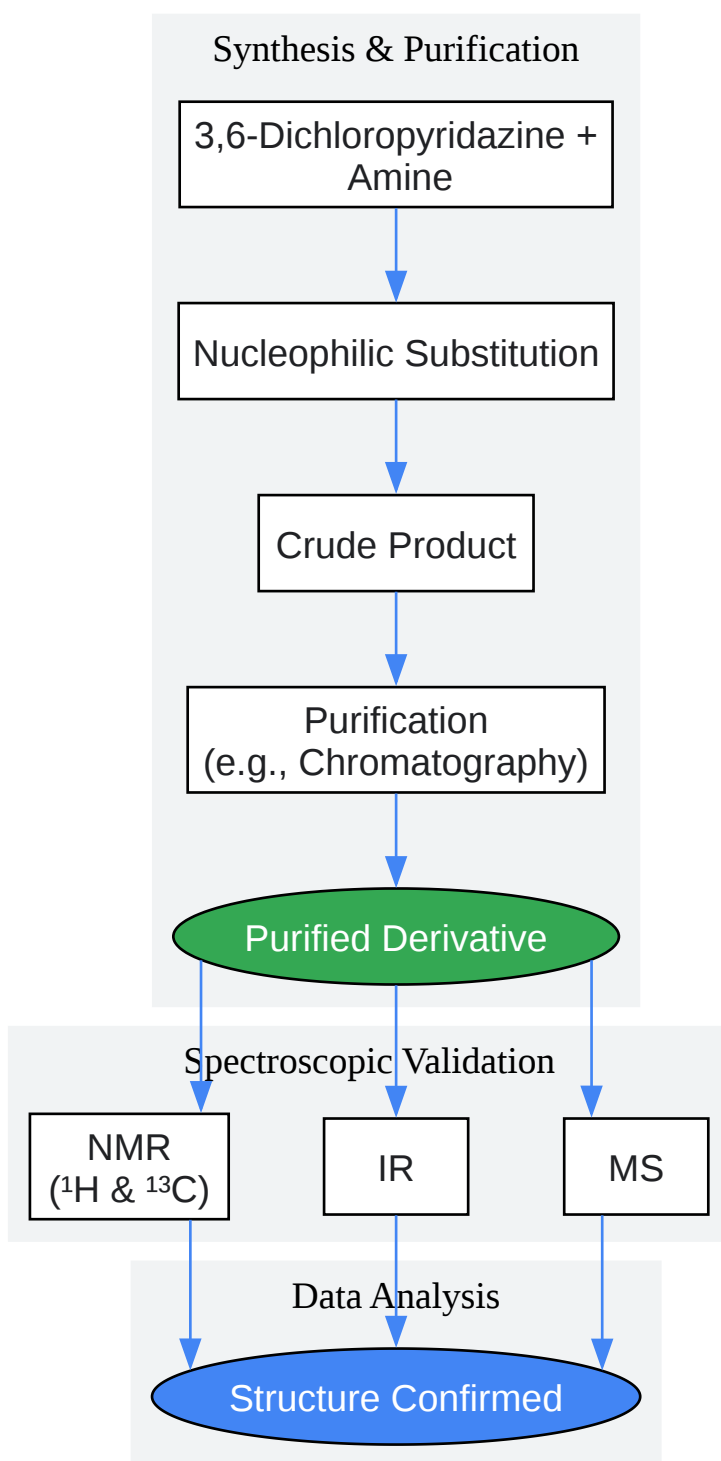 Synthesis & Purification
3,6-Dichloropyridazine +
Amine
Nucleophilic Substitution
Crude Product
Purification
(e.g., Chromatography)
Purified Derivative
Spectroscopic Validation
NMR
(¹H & ¹³C)
IR
MS
Data Analysis
Structure Confirmed